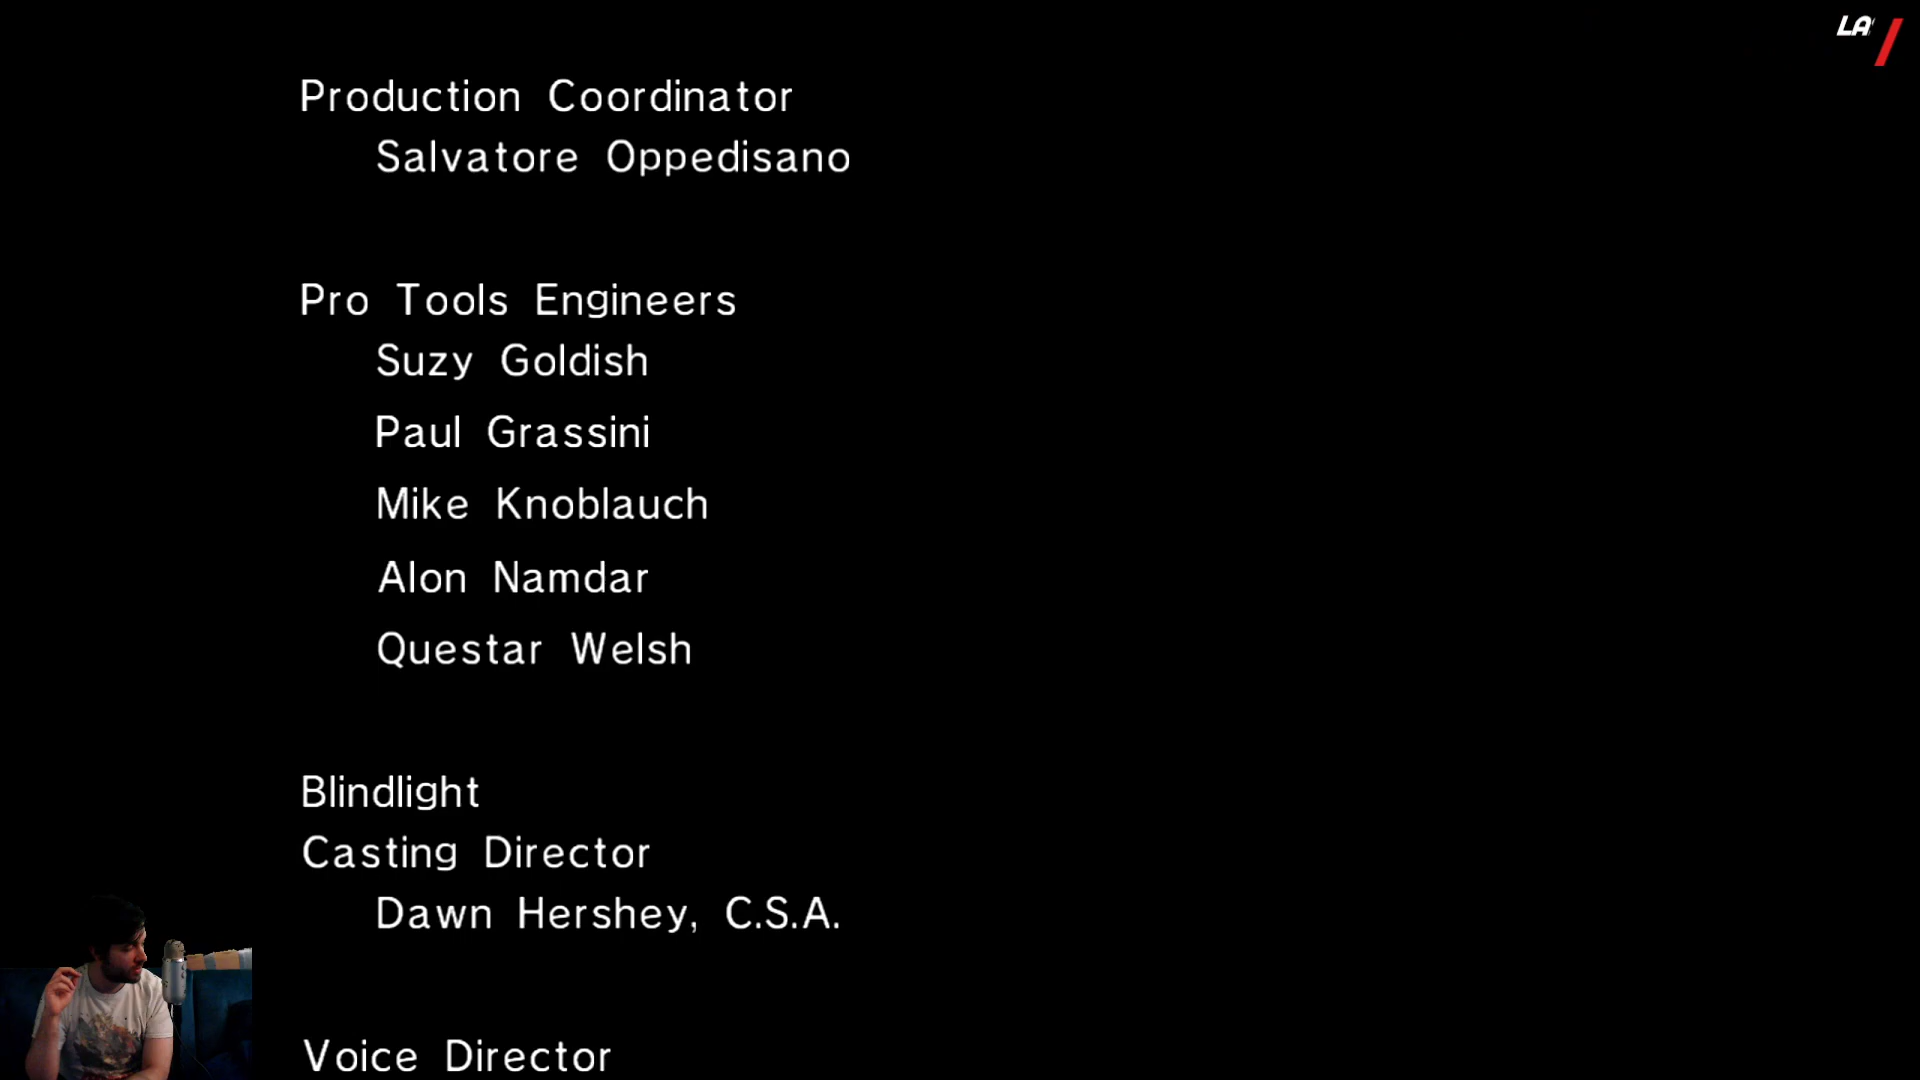 LA
Production Coordinator
Salvatore Oppedisano
Pro Tools Engineers
Suzy Goldish
Paul Grassini
Mike Knoblauch
Alon Namdar
Questar Welsh
Blindlight
Casting Director
Dawn Hershey, C.S.A.
Voice Director